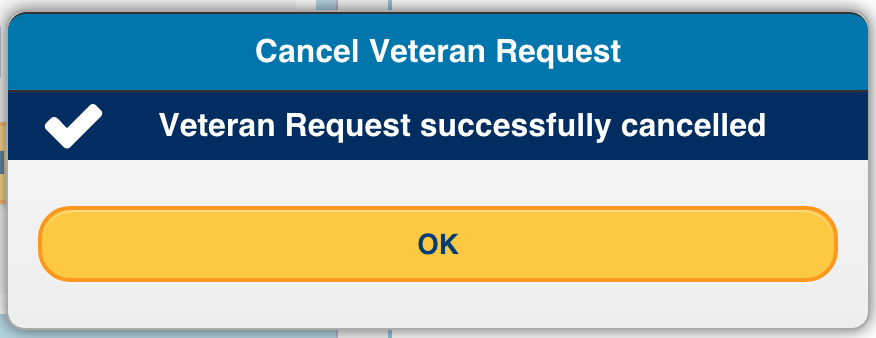 Cancel Veteran Request
Veteran Request successfully cancelled
OK